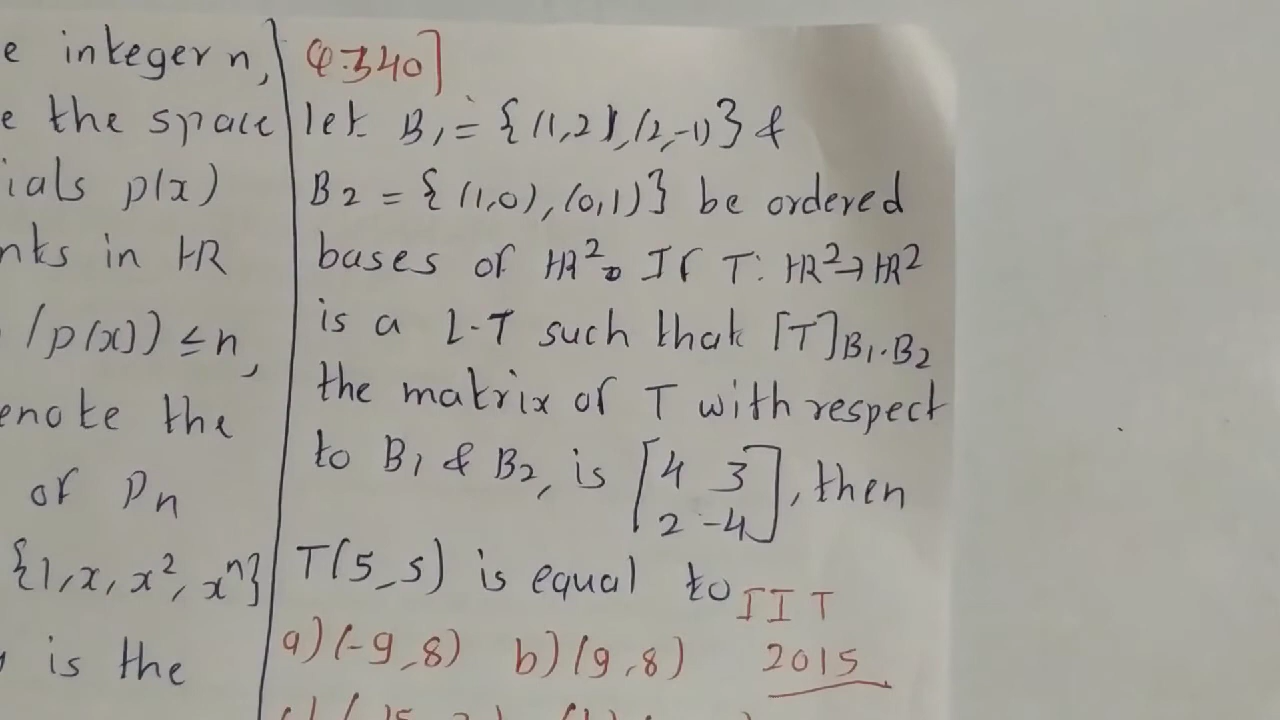 e integer n,
e the space
ials p(x)
nks in IR
(p(x)) ≤ n,
enote the
of Pn
{1, x, x², xⁿ}
is the
Q.340]
let B₁ = {(1,2),(2,-1)} &
B2 = {(1,0),(0,1)} be ordered
bases of IR². If T: IR²→IR²
is a L.T such that [T]B₁.B₂
the matrix of T with respect
to B₁ & B₂, is [4 3
2 -4], then
T(5,5) is equal to
IIT
a)(-9,8) b)(9,8) 2015